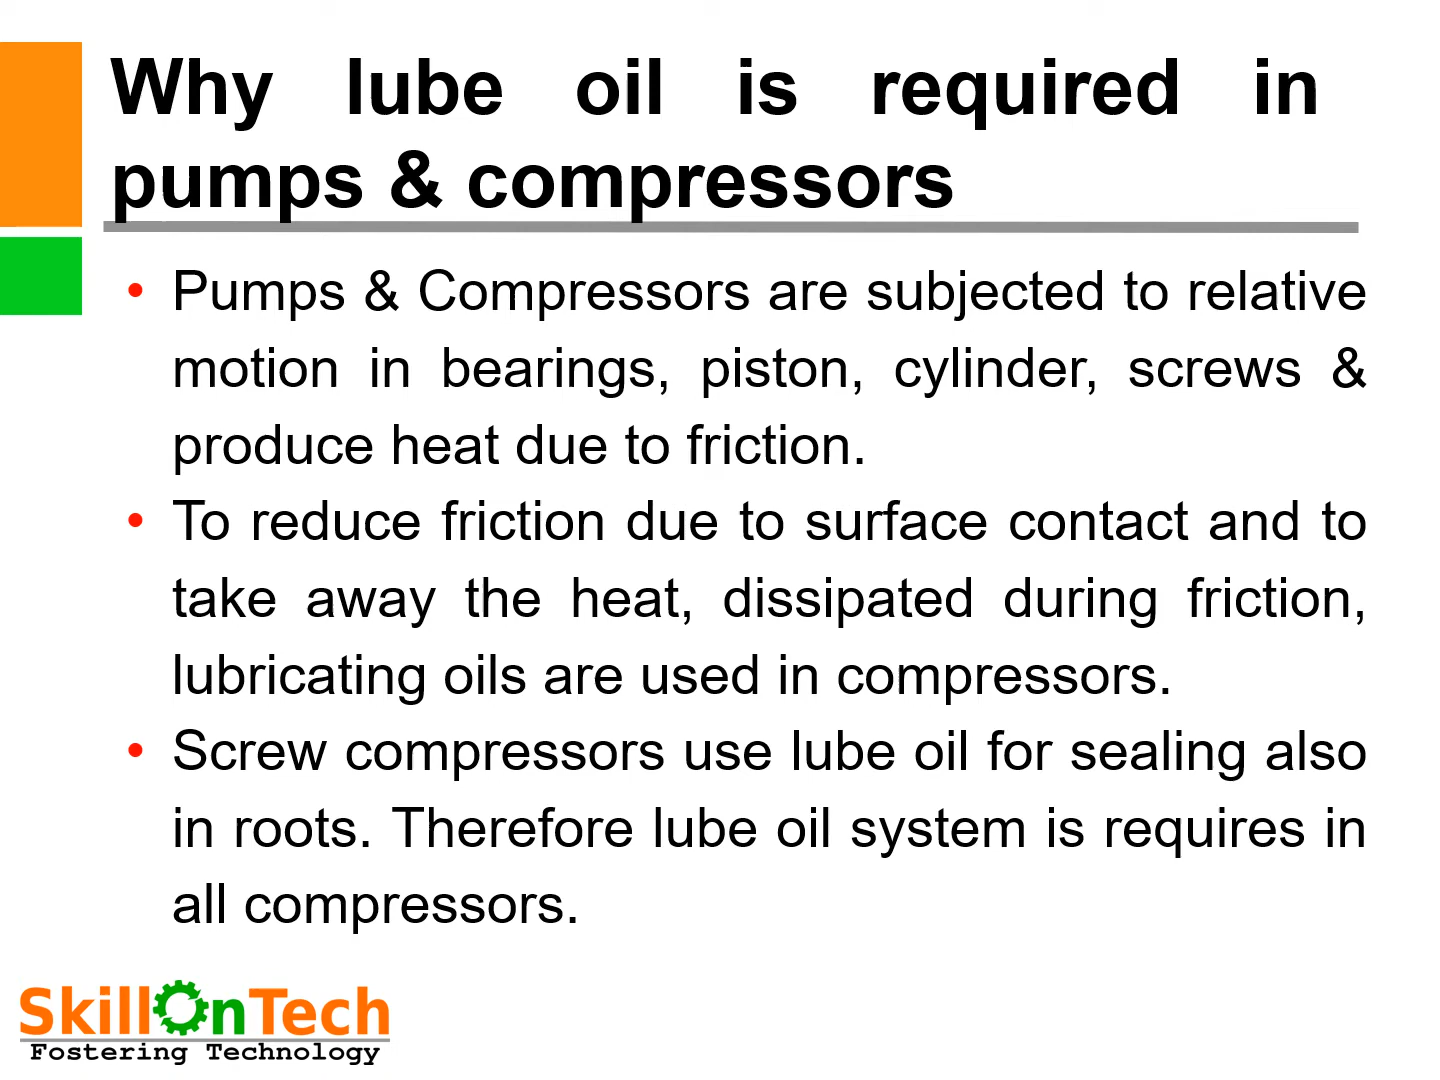 Why lube oil is required in
pumps & compressors
• Pumps & Compressors are subjected to relative
motion in bearings, piston, cylinder, screws &
produce heat due to friction.
• To reduce friction due to surface contact and to
take away the heat, dissipated during friction,
lubricating oils are used in compressors.
• Screw compressors use lube oil for sealing also
in roots. Therefore lube oil system is requires in
all compressors.
SkillOnTech
Fostering Technology